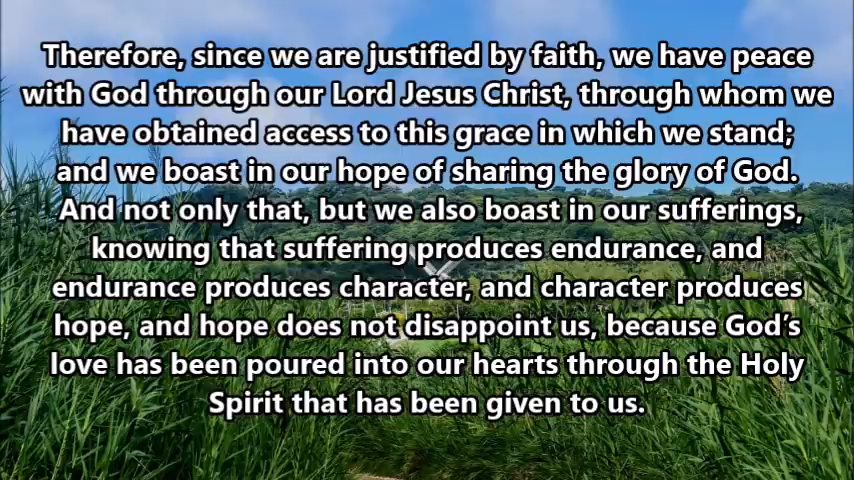 Therefore, since we are justified by faith, we have peace
with God through our Lord Jesus Christ, through whom we
have obtained access to this grace in which we stand;
and we boast in our hope of sharing the glory of God.
And not only that, but we also boast in our sufferings,
knowing that suffering produces endurance, and
endurance produces character, and character produces
hope, and hope does not disappoint us, because God′s
love has been poured into our hearts through the Holy
Spirit that has been given to us.